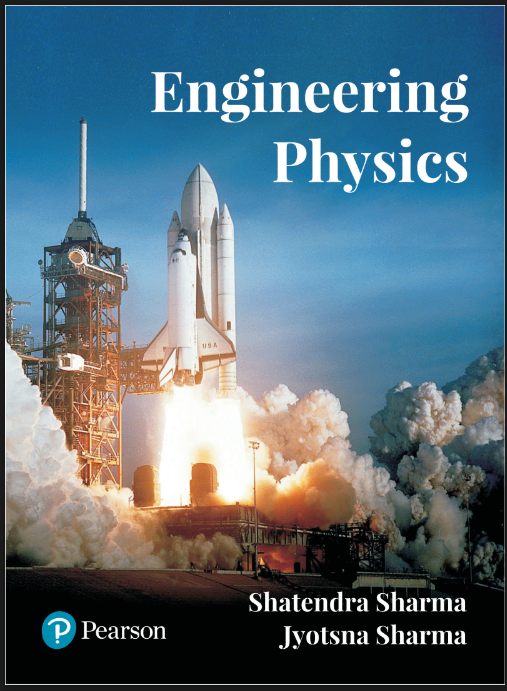 Engineering
Physics
USA
Shatendra Sharma
Jyotsna Sharma
P Pearson